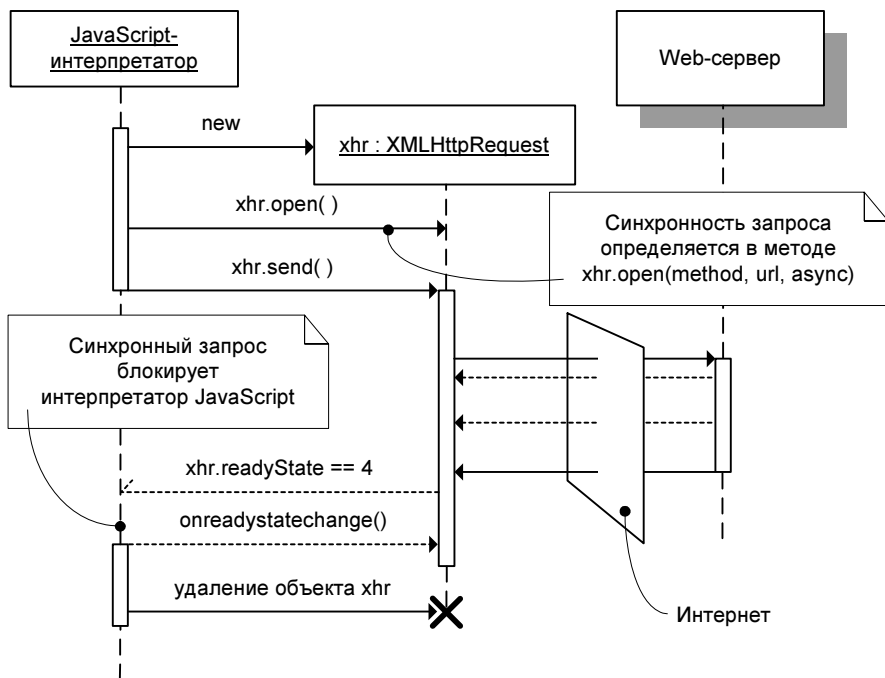 JavaScript-
интерпретатор
Web-сервер
new
xhr : XMLHttpRequest
xhr.open( )
Синхронность запроса
определяется в методе
xhr.open(method, url, async)
xhr.send( )
Синхронный запрос
блокирует
интерпретатор JavaScript
xhr.readyState == 4
onreadystatechange()
удаление объекта xhr
Интернет